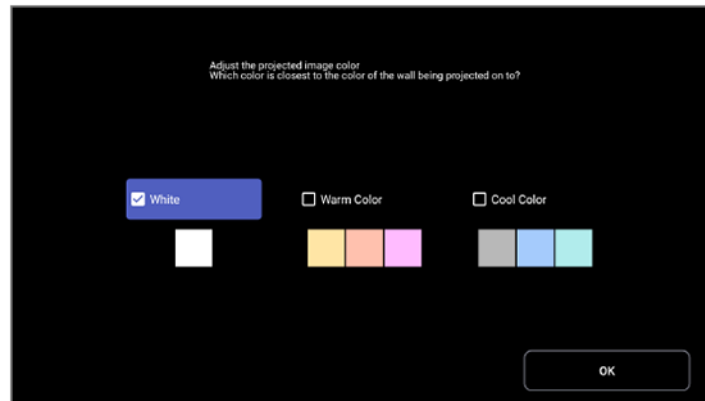 Adjust the projected image color
Which color is closest to the color of the wall being projected on to?
White
Warm Color
Cool Color
OK